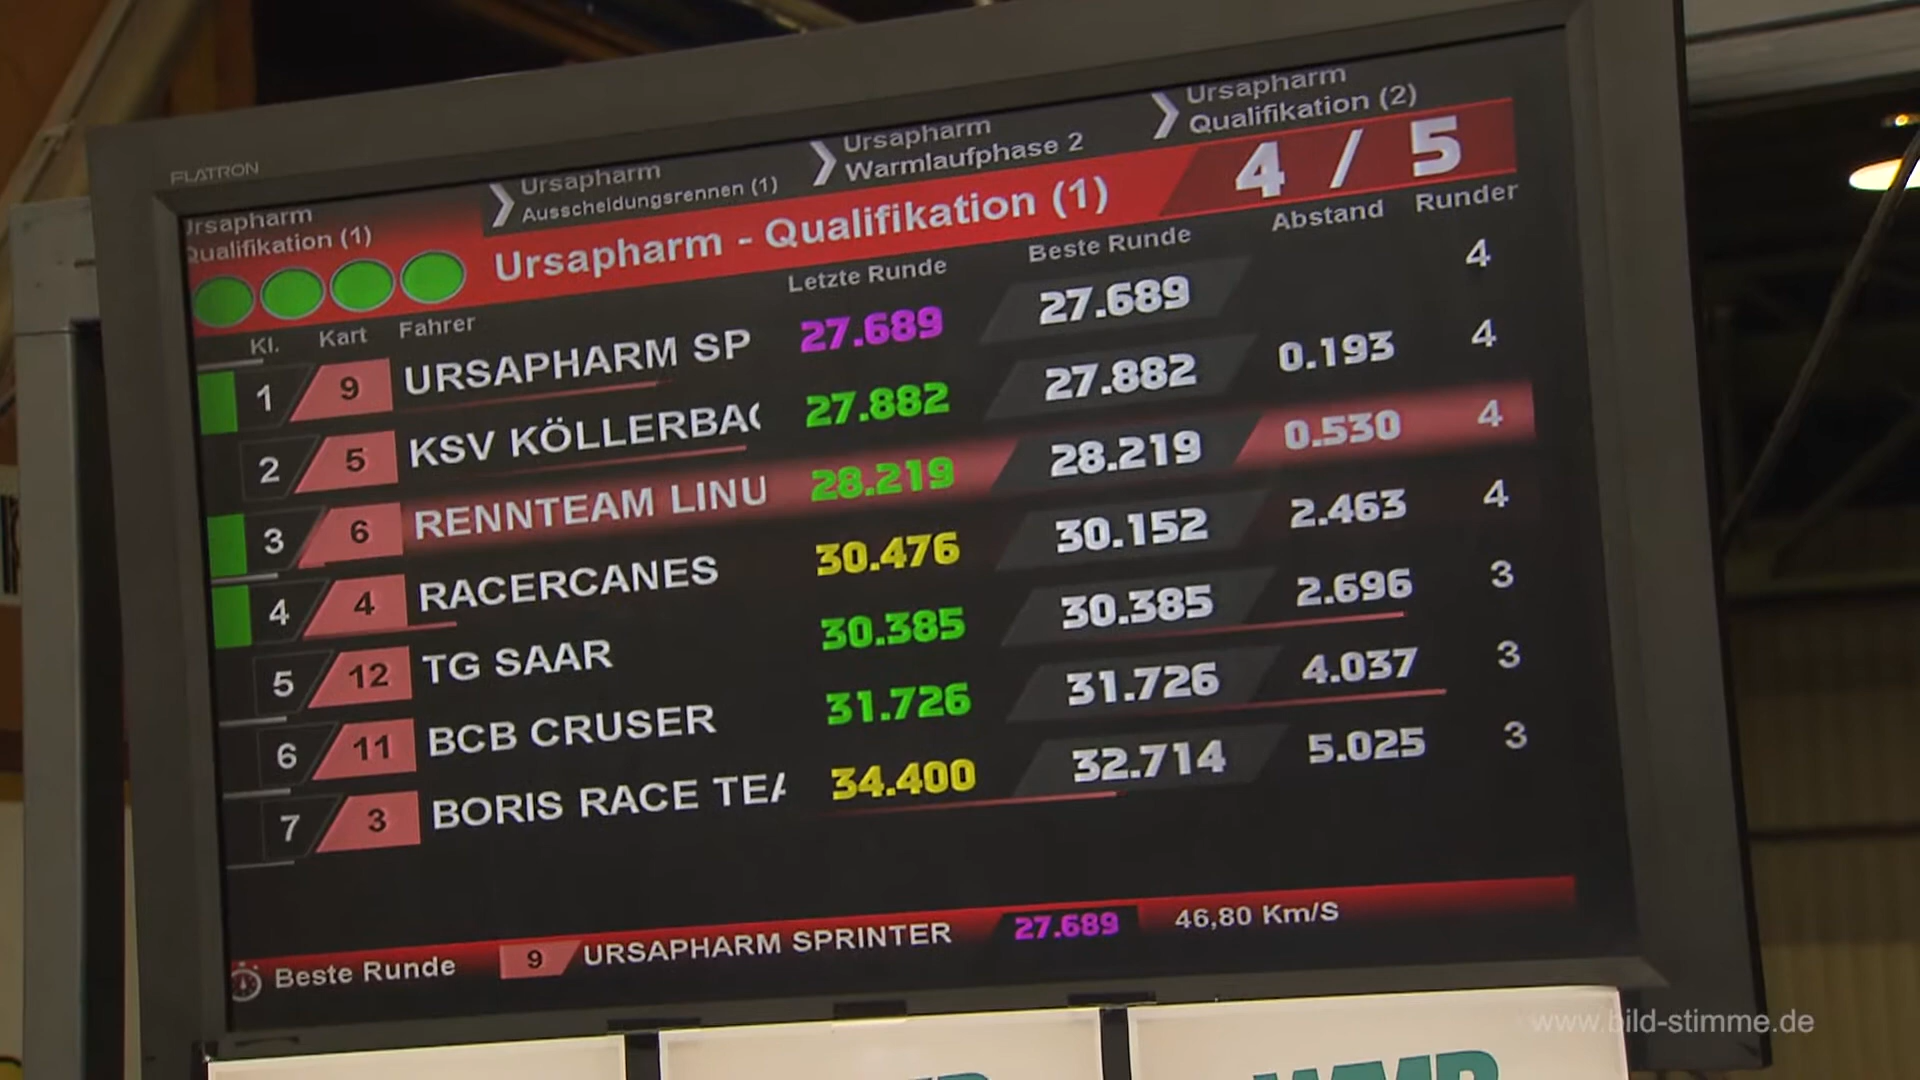 FLATRON
Ursapharm
Qualifikation (1)
Ursapharm
Ausscheidungsrennen (1)
Ursapharm
Warmlaufphase 2
Ursapharm
Qualifikation (2)
Ursapharm - Qualifikation (1) 4 / 5
Kl. Kart Fahrer Letzte Runde Beste Runde Abstand Runder
1 9 URSAPHARM SP 27.689 27.689 4
2 5 KSV KÖLLERBAC 27.882 27.882 0.193 4
3 6 RENNTEAM LINU 28.219 28.219 0.530 4
4 4 RACERCANES 30.476 30.152 2.463 4
5 12 TG SAAR 30.385 30.385 2.696 3
6 11 BCB CRUSER 31.726 31.726 4.037 3
7 3 BORIS RACE TEA 34.400 32.714 5.025 3
Beste Runde 9 URSAPHARM SPRINTER 27.689 46,80 Km/S
www.bild-stimme.de